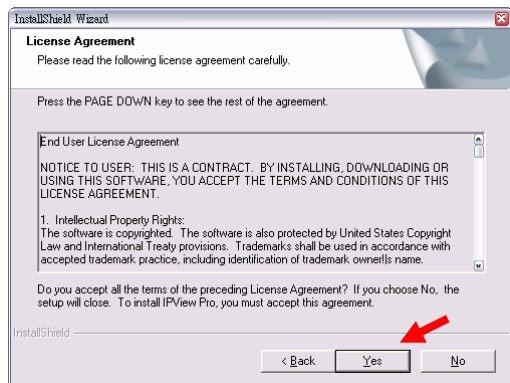 InstallShield Wizard
License Agreement
Please read the following license agreement carefully.
Press the PAGE DOWN key to see the rest of the agreement.
End User License Agreement
NOTICE TO USER: THIS IS A CONTRACT. BY INSTALLING, DOWNLOADING OR
USING THIS SOFTWARE, YOU ACCEPT THE TERMS AND CONDITIONS OF THIS
LICENSE AGREEMENT.
1. Intellectual Property Rights:
The software is copyrighted. The software is also protected by United States Copyright
Law and International Treaty provisions. Trademarks shall be used in accordance with
accepted trademark practice, including identification of trademark owner!|s name.
Do you accept all the terms of the preceding License Agreement? If you choose No, the
setup will close. To install IPView Pro, you must accept this agreement.
InstallShield
< Back
Yes
No